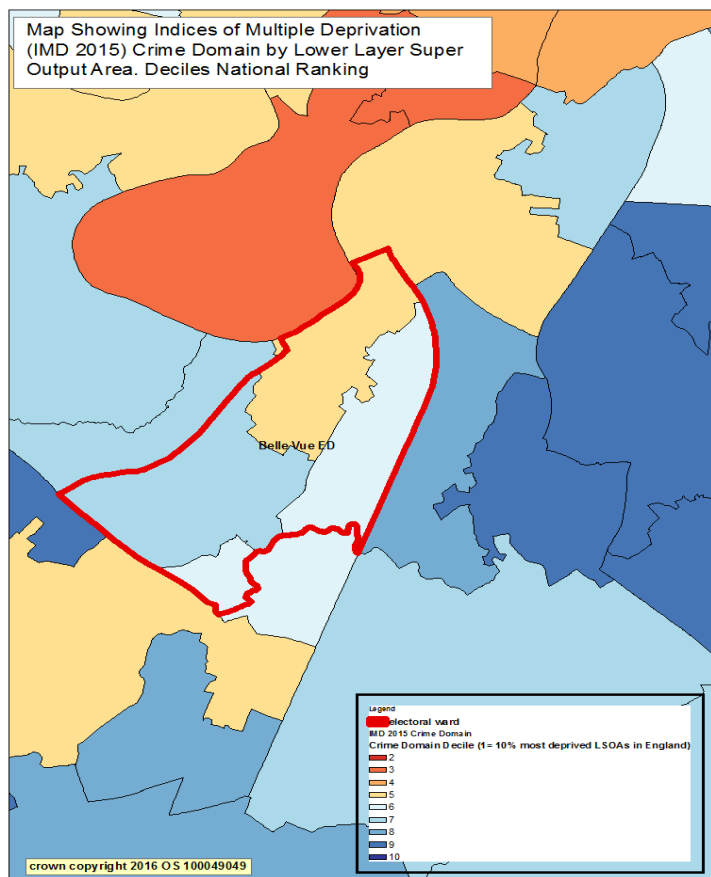 Map Showing Indices of Multiple Deprivation
(IMD 2015) Crime Domain by Lower Layer Super
Output Area. Deciles National Ranking
Belle Vue ED
Legend
electoral ward
IMD 2015 Crime Domain
Crime Domain Decile (1= 10% most deprived LSOAs in England)
2
3
4
5
6
7
8
9
10
crown copyright 2016 OS 100049049